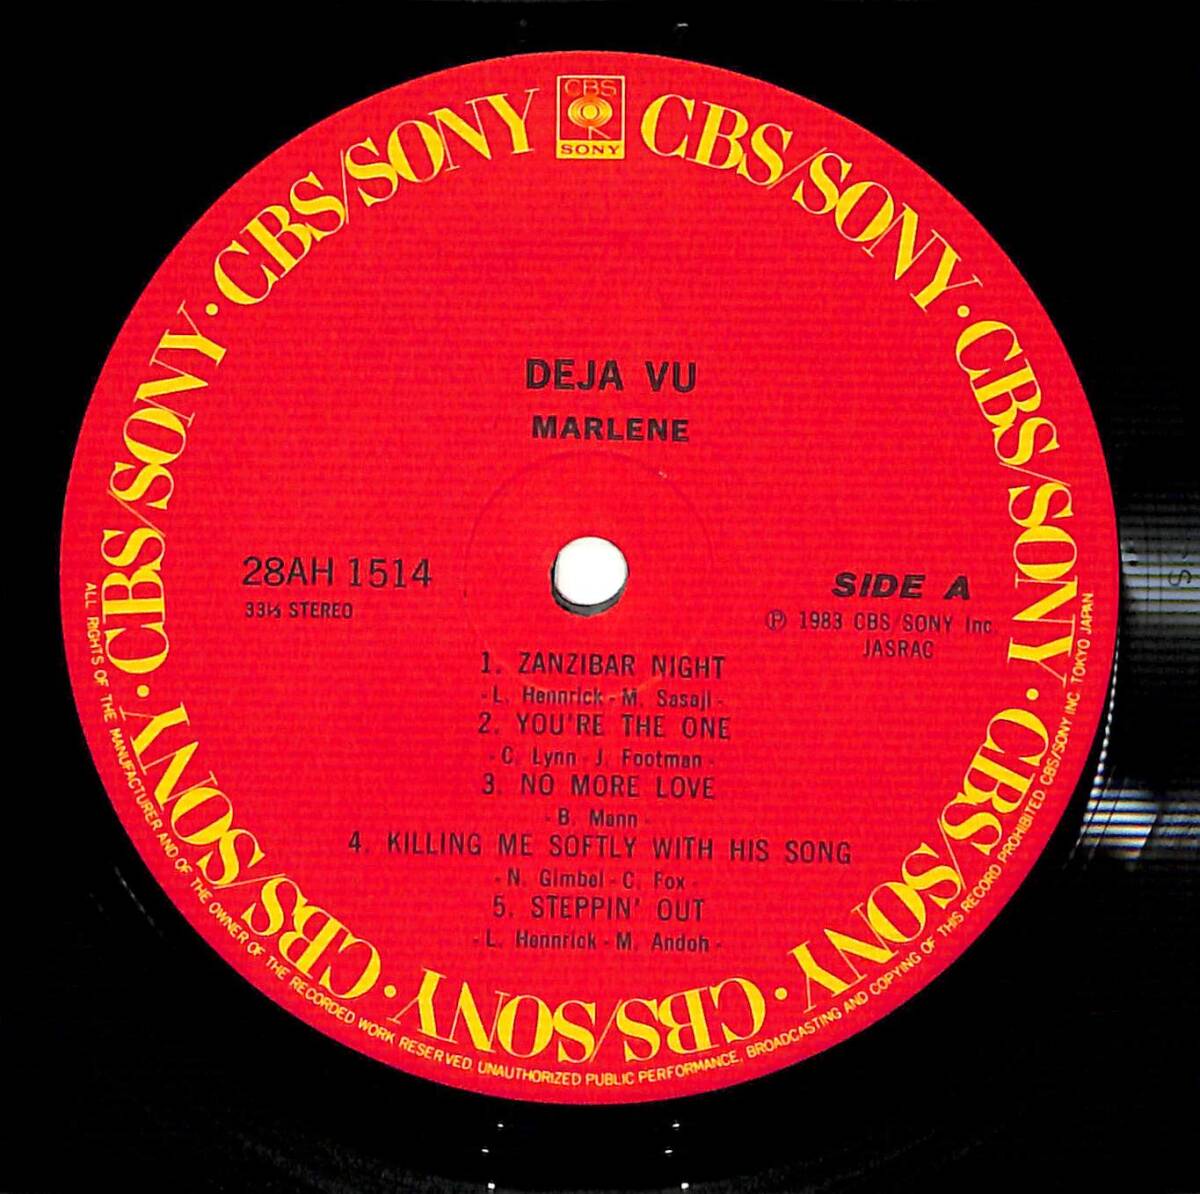 CBS
SONY
CBS/SONY · CBS/SONY · CBS/SONY · CBS/SONY · CBS/SONY · CBS/SONY · CBS/SONY
DEJA VU
MARLENE
28AH 1514
33⅓ STEREO
SIDE A
Ⓟ 1983 CBS/SONY Inc.
JASRAC
1. ZANZIBAR NIGHT
- L. Hennrick - M. Sasaji -
2. YOU'RE THE ONE
- C. Lynn - J. Footman -
3. NO MORE LOVE
- B. Mann -
4. KILLING ME SOFTLY WITH HIS SONG
- N. Gimbel - C. Fox -
5. STEPPIN' OUT
- L. Hennrick - M. Andoh -
ALL RIGHTS OF THE MANUFACTURER AND OF THE OWNER OF THE RECORDED WORK RESERVED. UNAUTHORIZED PUBLIC PERFORMANCE, BROADCASTING AND COPYING OF THIS RECORD PROHIBITED. CBS/SONY INC. TOKYO JAPAN